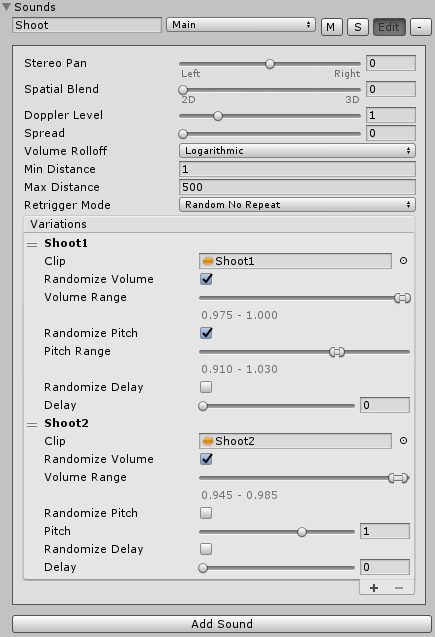 Sounds
Shoot Main M S Edit -
Stereo Pan 0
Left Right
Spatial Blend 0
2D 3D
Doppler Level 1
Spread 0
Volume Rolloff Logarithmic
Min Distance 1
Max Distance 500
Retrigger Mode Random No Repeat
Variations
Shoot1
Clip Shoot1
Randomize Volume
Volume Range
0.975 - 1.000
Randomize Pitch
Pitch Range
0.910 - 1.030
Randomize Delay
Delay 0
Shoot2
Clip Shoot2
Randomize Volume
Volume Range
0.945 - 0.985
Randomize Pitch
Pitch 1
Randomize Delay
Delay 0
+ −
Add Sound